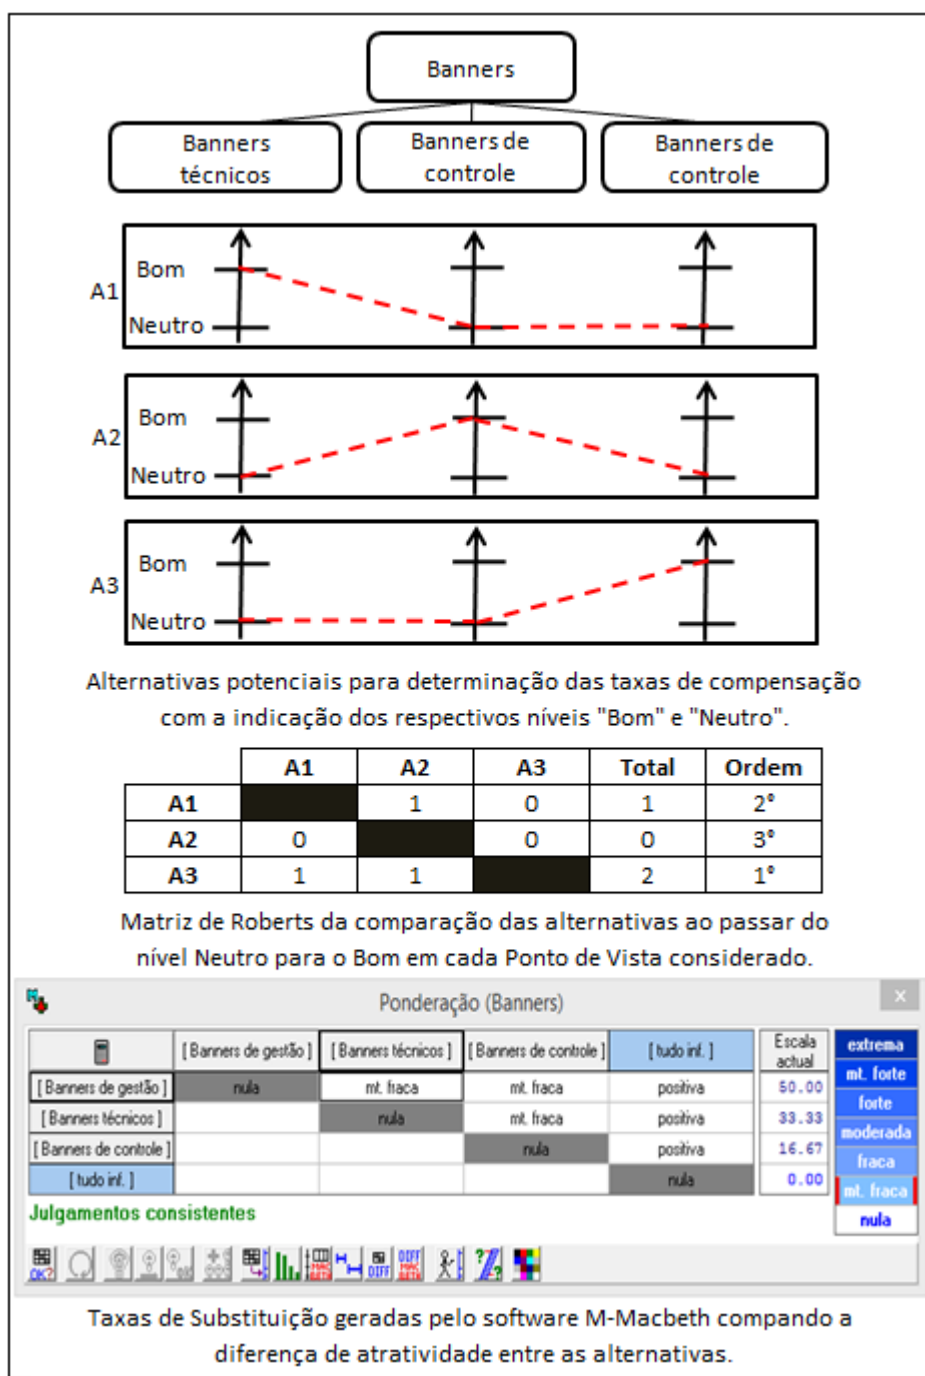 Banners
Banners técnicos
Banners de controle
Banners de controle
A1
Bom
Neutro
A2
Bom
Neutro
A3
Bom
Neutro
Alternativas potenciais para determinação das taxas de compensação
com a indicação dos respectivos níveis "Bom" e "Neutro".
A1 A2 A3 Total Ordem
A1 1 0 1 2º
A2 0 0 0 3º
A3 1 1 2 1º
Matriz de Roberts da comparação das alternativas ao passar do
nível Neutro para o Bom em cada Ponto de Vista considerado.
Ponderação (Banners)
x
[ Banners de gestão ] [ Banners técnicos ] [ Banners de controle ] [ tudo inf. ] Escala actual
[ Banners de gestão ] nula mt. fraca mt. fraca positiva 50.00
[ Banners técnicos ] nula mt. fraca positiva 33.33
[ Banners de controle ] nula positiva 16.67
[ tudo inf. ] nula 0.00
extrema
mt. forte
forte
moderada
fraca
mt. fraca
nula
Julgamentos consistentes
OK?
DIFF
DIFF
Taxas de Substituição geradas pelo software M-Macbeth compando a
diferença de atratividade entre as alternativas.